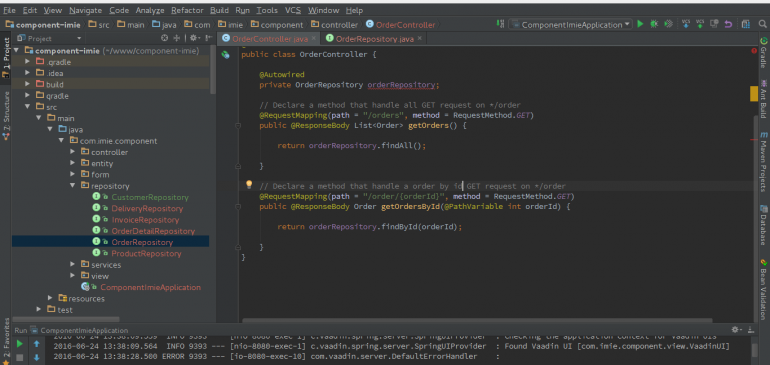 File Edit View Navigate Code Analyze Refactor Build Run Tools VCS Window Help
component-imie src main java com imie component controller OrderController ComponentImieApplication
Project OrderController.java × OrderRepository.java ×
1: Project
Z: Structure
2: Favorites
component-imie (~/www/component-imie)
.gradle
.idea
build
gradle
src
main
java
com.imie.component
controller
entity
form
repository
CustomerRepository
DeliveryRepository
InvoiceRepository
OrderDetailRepository
OrderRepository
ProductRepository
services
view
ComponentImieApplication
resources
test
public class OrderController {
@Autowired
private OrderRepository orderRepository;
// Declare a method that handle all GET request on */order
@RequestMapping(path = "/orders", method = RequestMethod.GET)
public @ResponseBody List<Order> getOrders() {
return orderRepository.findAll();
}
// Declare a method that handle a order by id GET request on */order
@RequestMapping(path = "/order/{orderId}", method = RequestMethod.GET)
public @ResponseBody Order getOrdersById(@PathVariable int orderId) {
return orderRepository.findById(orderId);
}
}
Gradle
Ant Build
Maven Projects
Database
Bean Validation
Run ComponentImieApplication
2016-06-24 13:38:09.559 INFO 9393 --- [nio-8080-exec-1] c.vaadin.spring.server.SpringUIProvider : Checking the application context for Vaadin UIs
2016-06-24 13:38:09.564 INFO 9393 --- [nio-8080-exec-1] c.vaadin.spring.server.SpringUIProvider : Found Vaadin UI [com.imie.component.view.VaadinUI]
2016-06-24 13:38:28.500 ERROR 9393 --- [io-8080-exec-10] com.vaadin.server.DefaultErrorHandler :